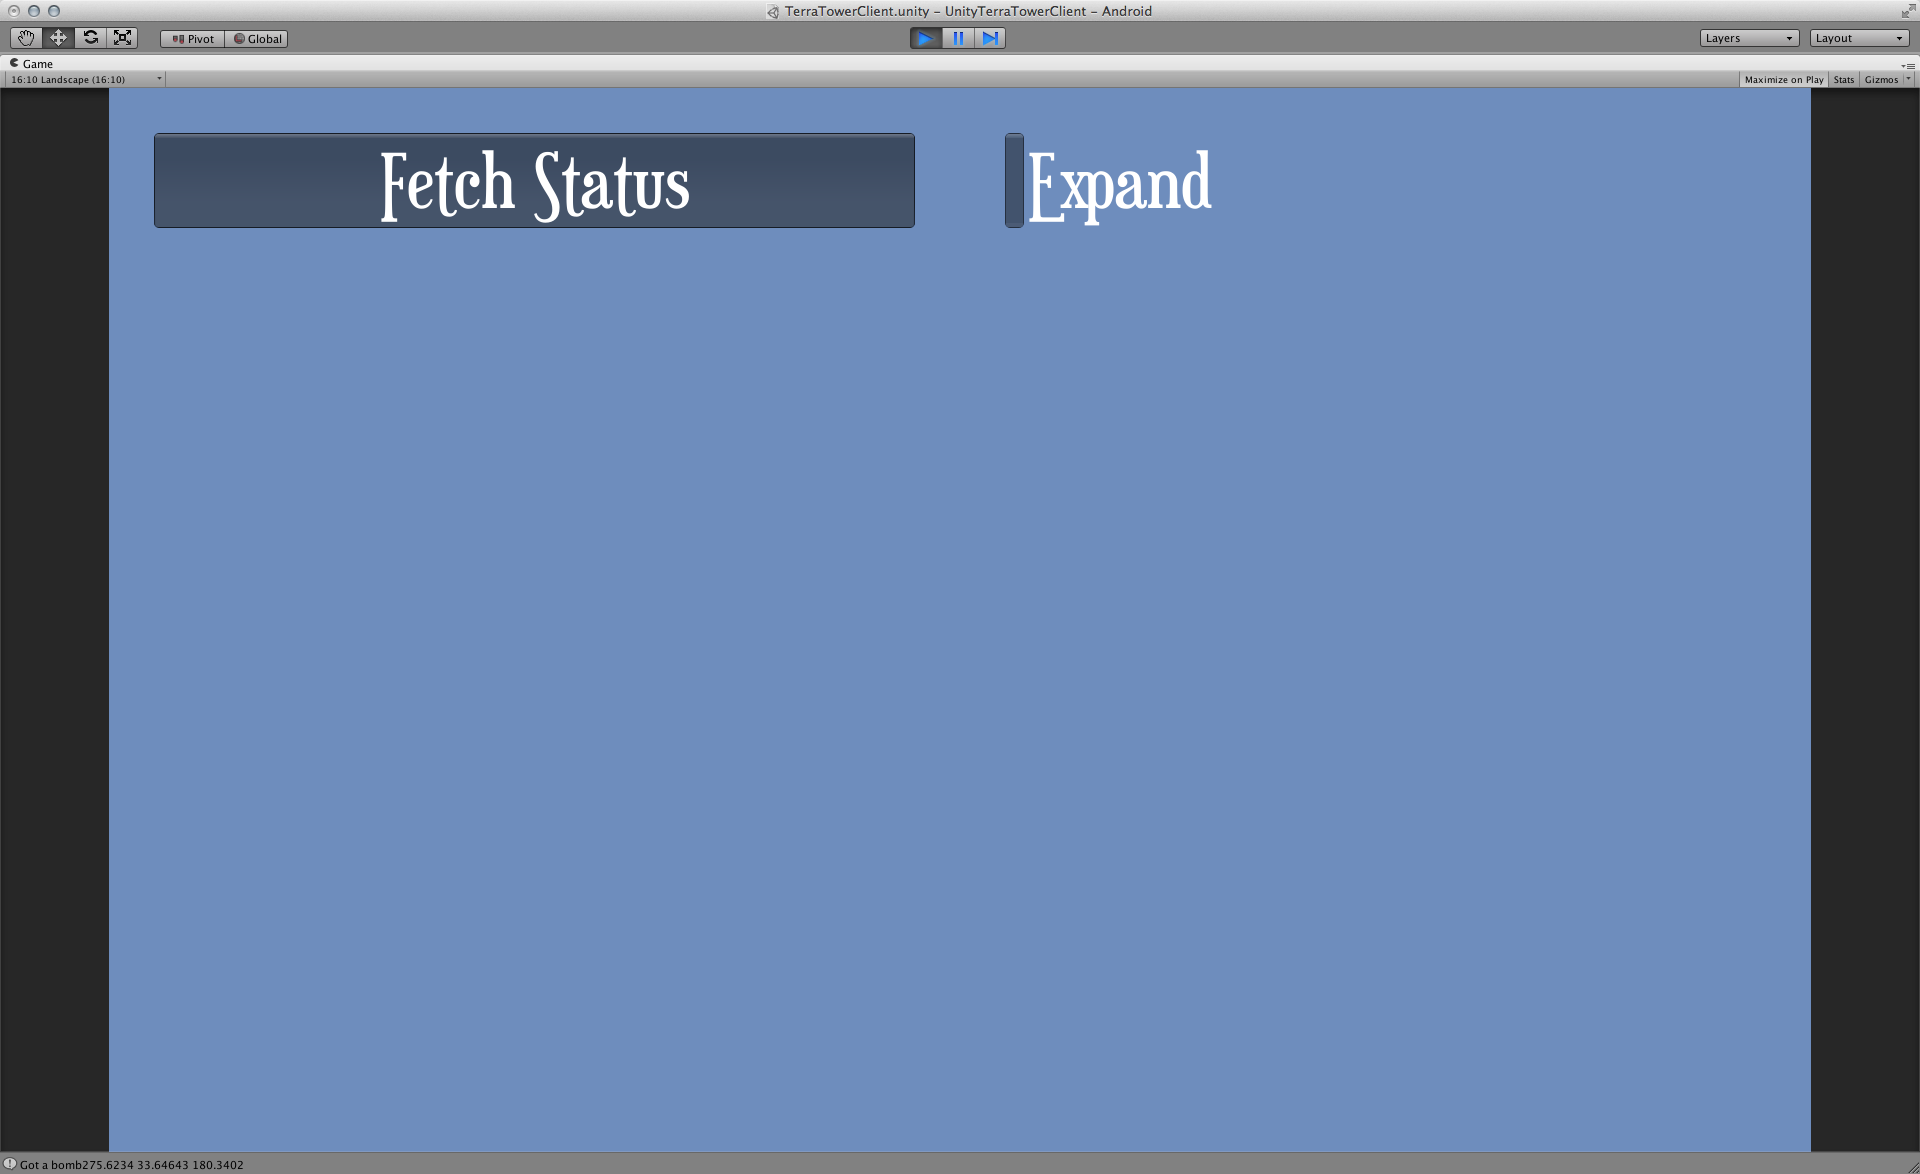 TerraTowerClient.unity – UnityTerraTowerClient – Android
Pivot Global Layers Layout
Game
16:10 Landscape (16:10) Maximize on Play Stats Gizmos
Fetch Status Expand
Got a bomb275.6234 33.64643 180.3402